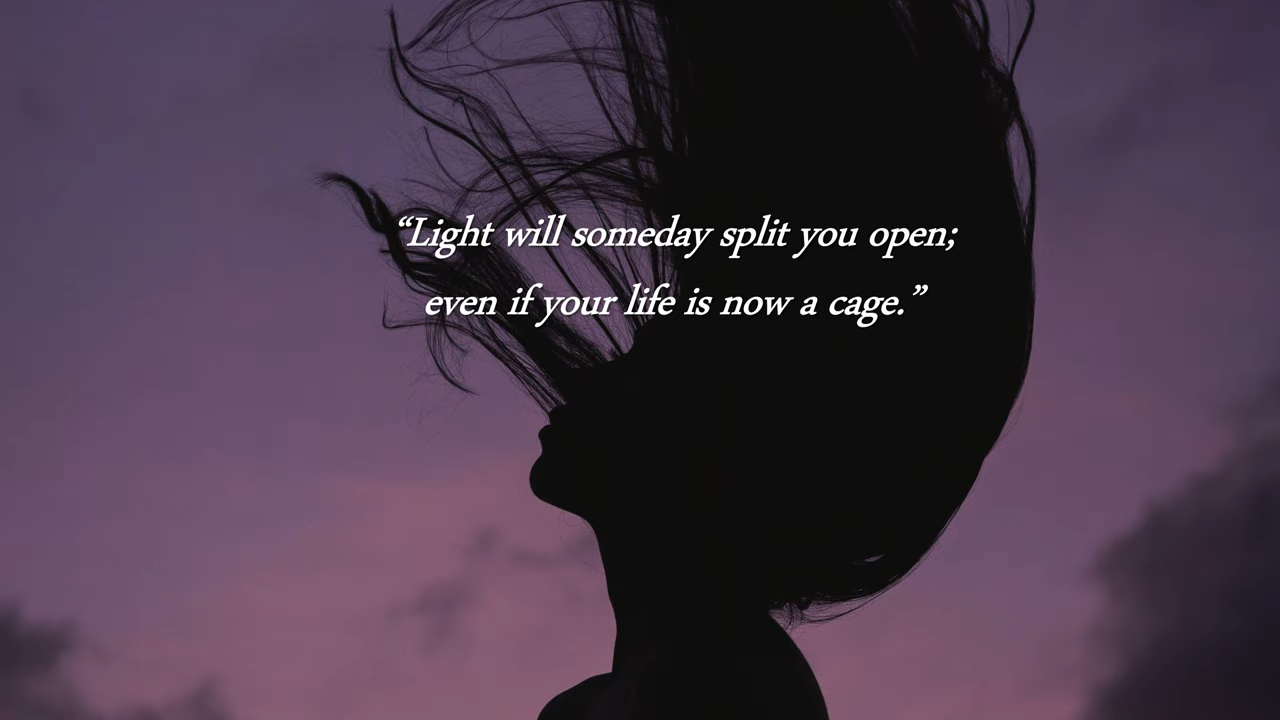 “Light will someday split you open;
even if your life is now a cage.”